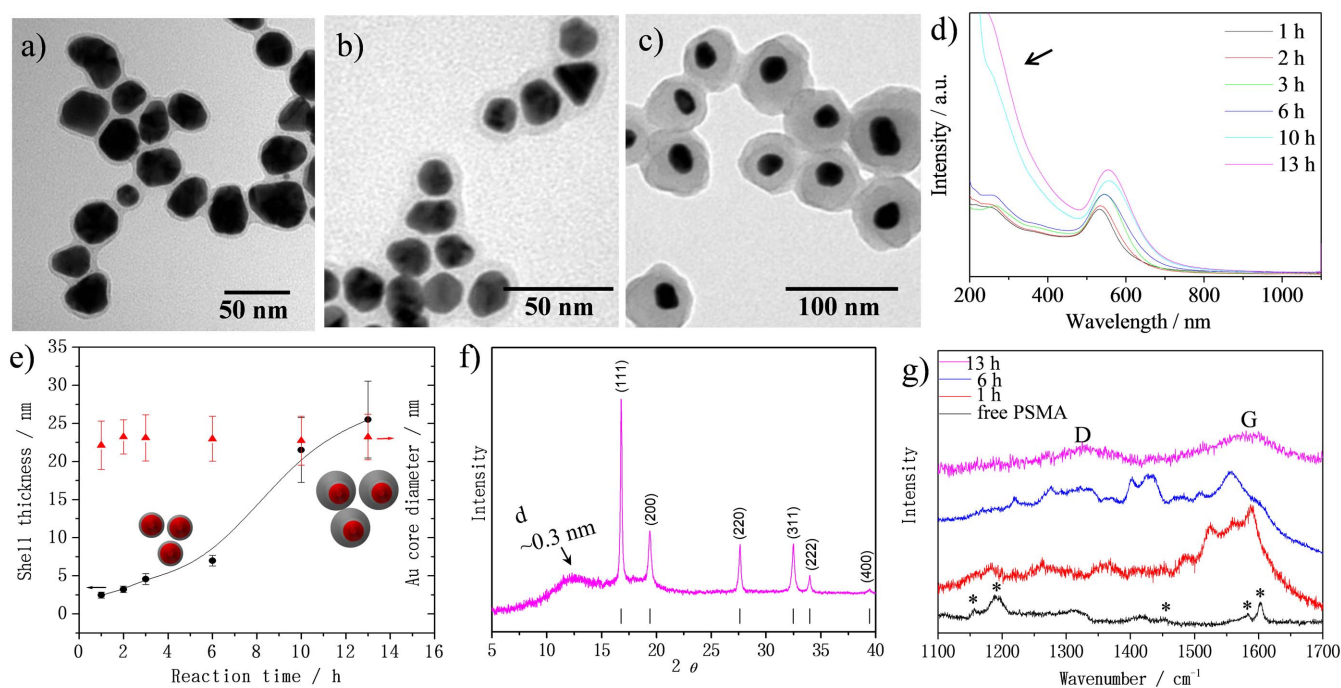 a)
50 nm
b)
50 nm
c)
100 nm
d)
1 h
2 h
3 h
6 h
10 h
13 h
Intensity / a.u.
200 400 600 800 1000
Wavelength / nm
e)
35
30
25
20
15
10
5
0
Shell thickness / nm
Au core diameter / nm
0 2 4 6 8 10 12 14 16
Reaction time / h
f)
(111)
(200)
(220)
(311)
(222)
(400)
d
~0.3 nm
Intensity
5 10 15 20 25 30 35 40
2 θ
g)
13 h
6 h
1 h
free PSMA
D
G
* * * * *
Intensity
1100 1200 1300 1400 1500 1600 1700
Wavenumber / cm⁻¹